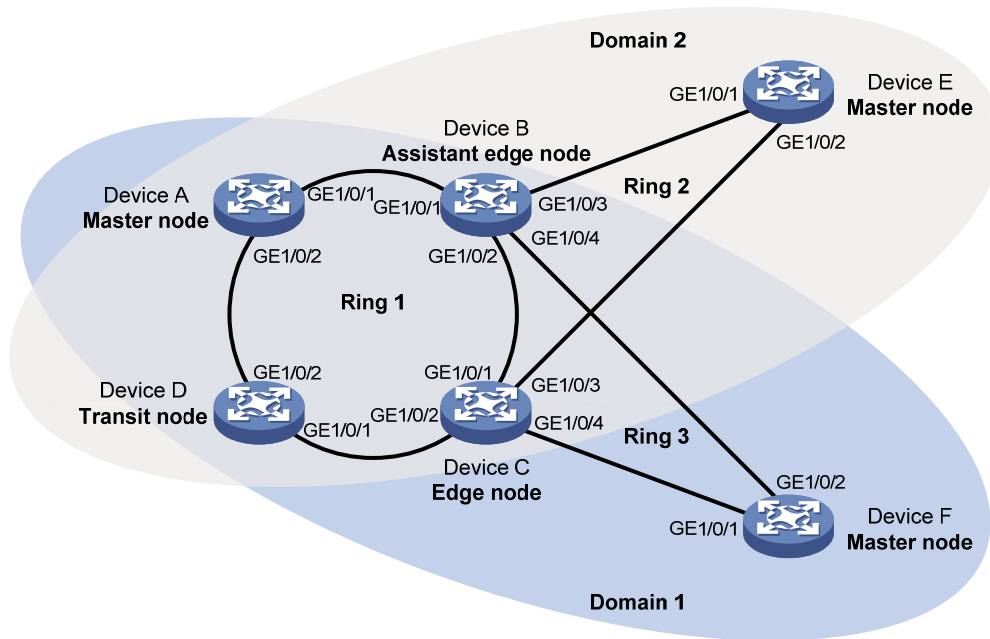 Domain 2
Device E
Master node
GE1/0/1
GE1/0/2
Device B
Assistant edge node
Ring 2
Device A
Master node
GE1/0/1
GE1/0/1
GE1/0/3
GE1/0/4
GE1/0/2
GE1/0/2
Ring 1
GE1/0/2
GE1/0/1
GE1/0/3
Device D
Transit node
GE1/0/2
GE1/0/4
GE1/0/1
Ring 3
Device C
Edge node
GE1/0/2
GE1/0/1
Device F
Master node
Domain 1